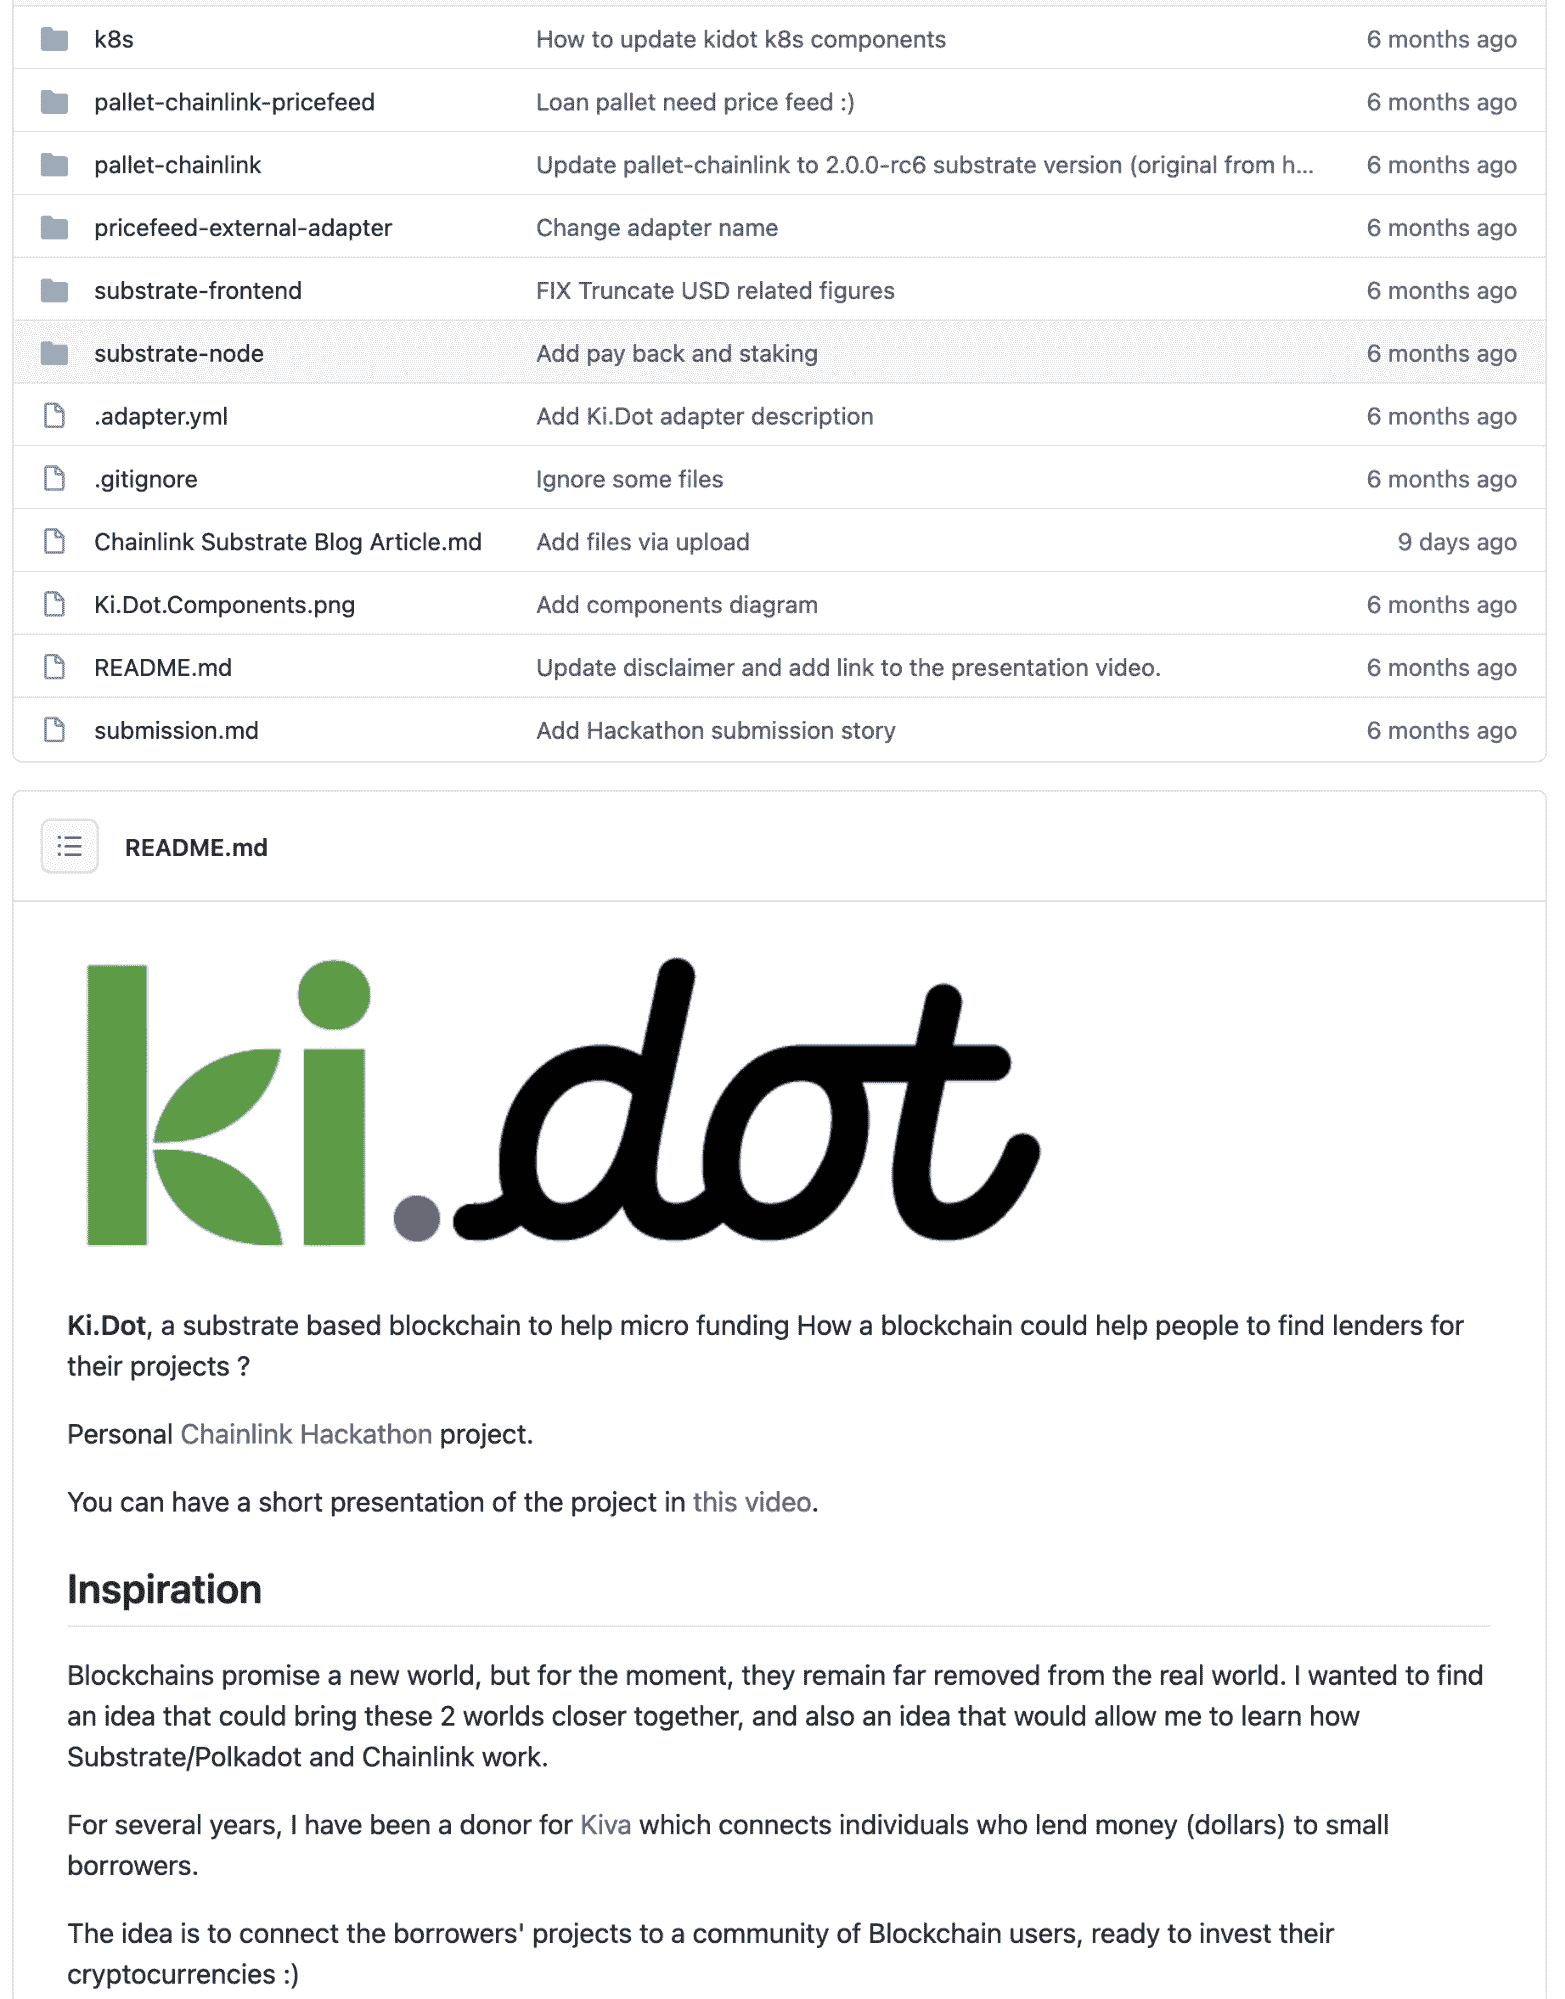 k8s How to update kidot k8s components 6 months ago
pallet-chainlink-pricefeed Loan pallet need price feed :) 6 months ago
pallet-chainlink Update pallet-chainlink to 2.0.0-rc6 substrate version (original from h... 6 months ago
pricefeed-external-adapter Change adapter name 6 months ago
substrate-frontend FIX Truncate USD related figures 6 months ago
substrate-node Add pay back and staking 6 months ago
.adapter.yml Add Ki.Dot adapter description 6 months ago
.gitignore Ignore some files 6 months ago
Chainlink Substrate Blog Article.md Add files via upload 9 days ago
Ki.Dot.Components.png Add components diagram 6 months ago
README.md Update disclaimer and add link to the presentation video. 6 months ago
submission.md Add Hackathon submission story 6 months ago
README.md
ki.dot
Ki.Dot, a substrate based blockchain to help micro funding How a blockchain could help people to find lenders for
their projects ?
Personal Chainlink Hackathon project.
You can have a short presentation of the project in this video.
Inspiration
Blockchains promise a new world, but for the moment, they remain far removed from the real world. I wanted to find
an idea that could bring these 2 worlds closer together, and also an idea that would allow me to learn how
Substrate/Polkadot and Chainlink work.
For several years, I have been a donor for Kiva which connects individuals who lend money (dollars) to small
borrowers.
The idea is to connect the borrowers' projects to a community of Blockchain users, ready to invest their
cryptocurrencies :)